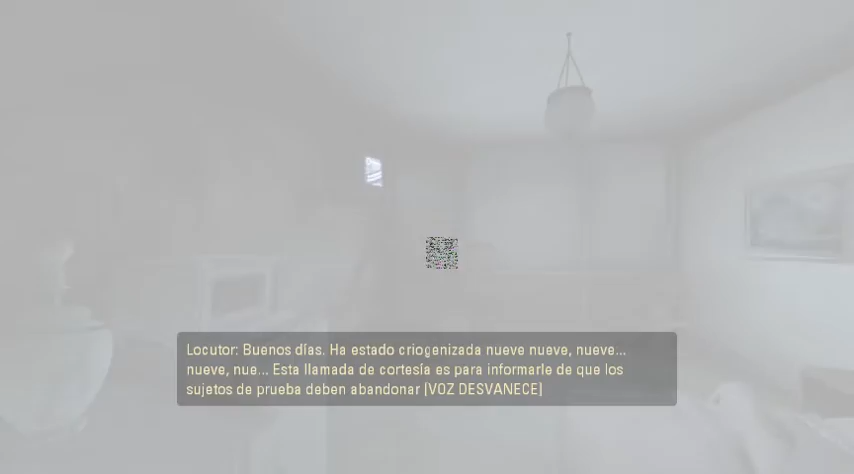 Locutor: Buenos días. Ha estado criogenizada nueve nueve, nueve...
nueve, nue... Esta llamada de cortesía es para informarle de que los
sujetos de prueba deben abandonar [VOZ DESVANECE]